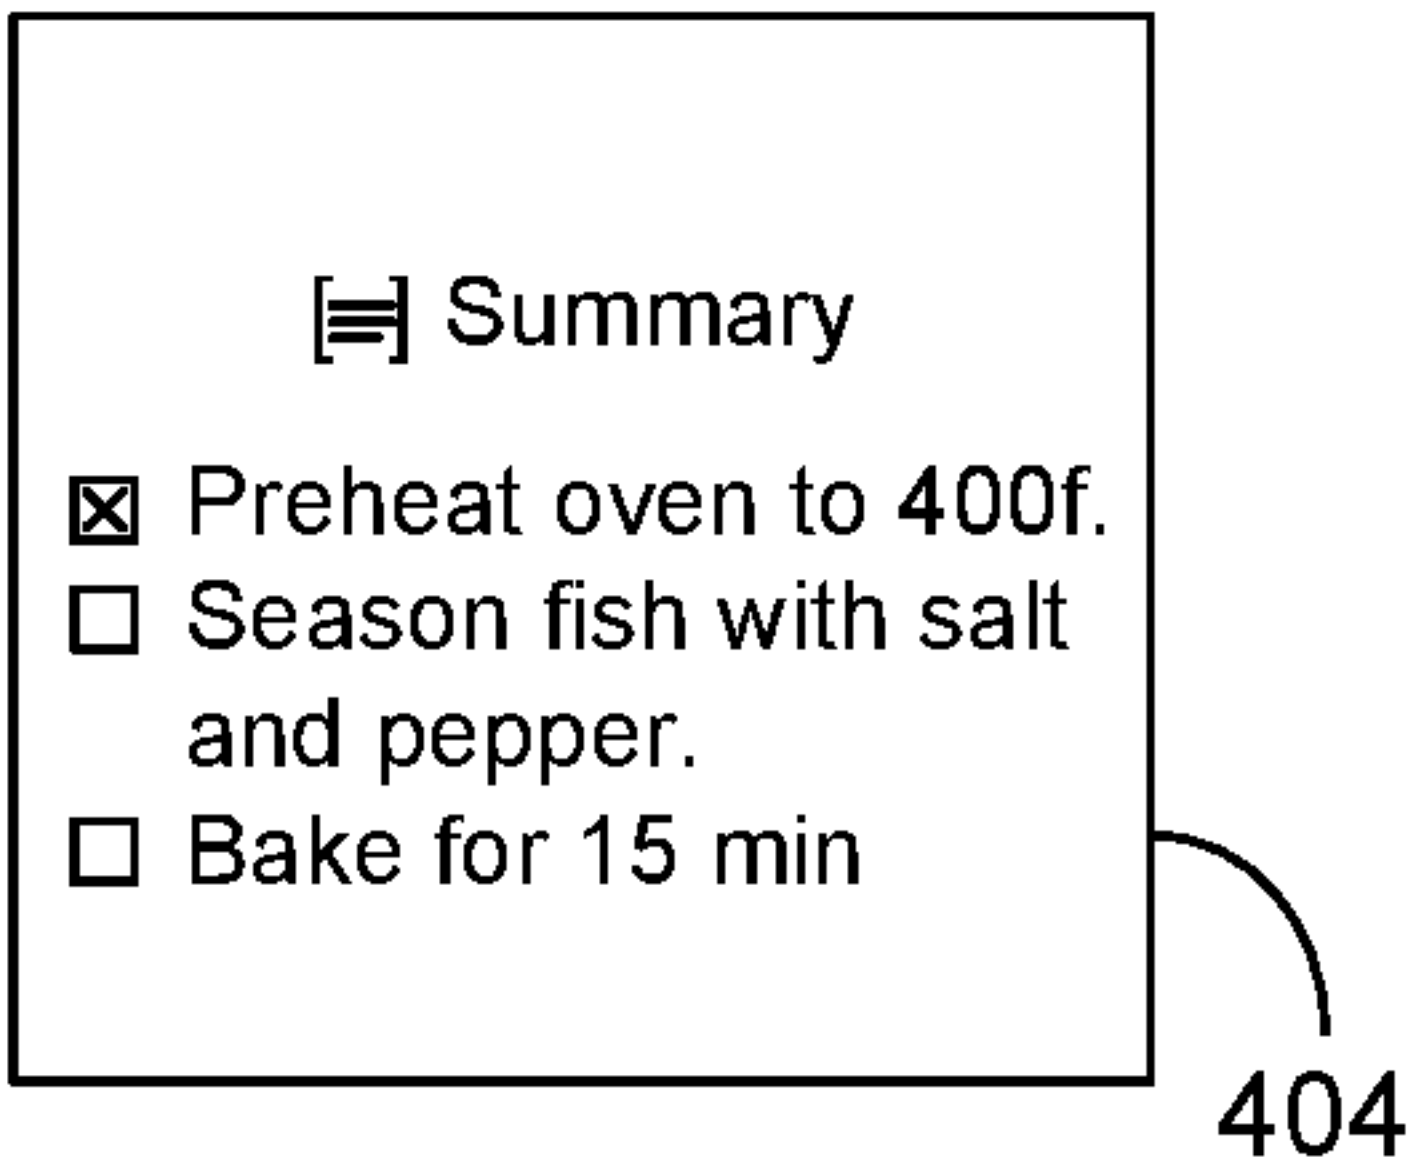 Summary
Preheat oven to 400f.
Season fish with salt
and pepper.
Bake for 15 min
404